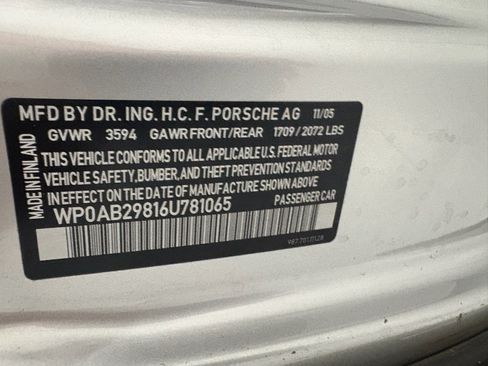 MFD BY DR. ING. H.C. F. PORSCHE AG 11/05
GVWR 3594 GAWR FRONT/REAR 1709/2072 LBS
MADE IN FINLAND
THIS VEHICLE CONFORMS TO ALL APPLICABLE U.S. FEDERAL MOTOR
VEHICLE SAFETY, BUMPER, AND THEFT PREVENTION STANDARDS
IN EFFECT ON THE DATE OF MANUFACTURE SHOWN ABOVE
WP0AB29816U781065 PASSENGER CAR